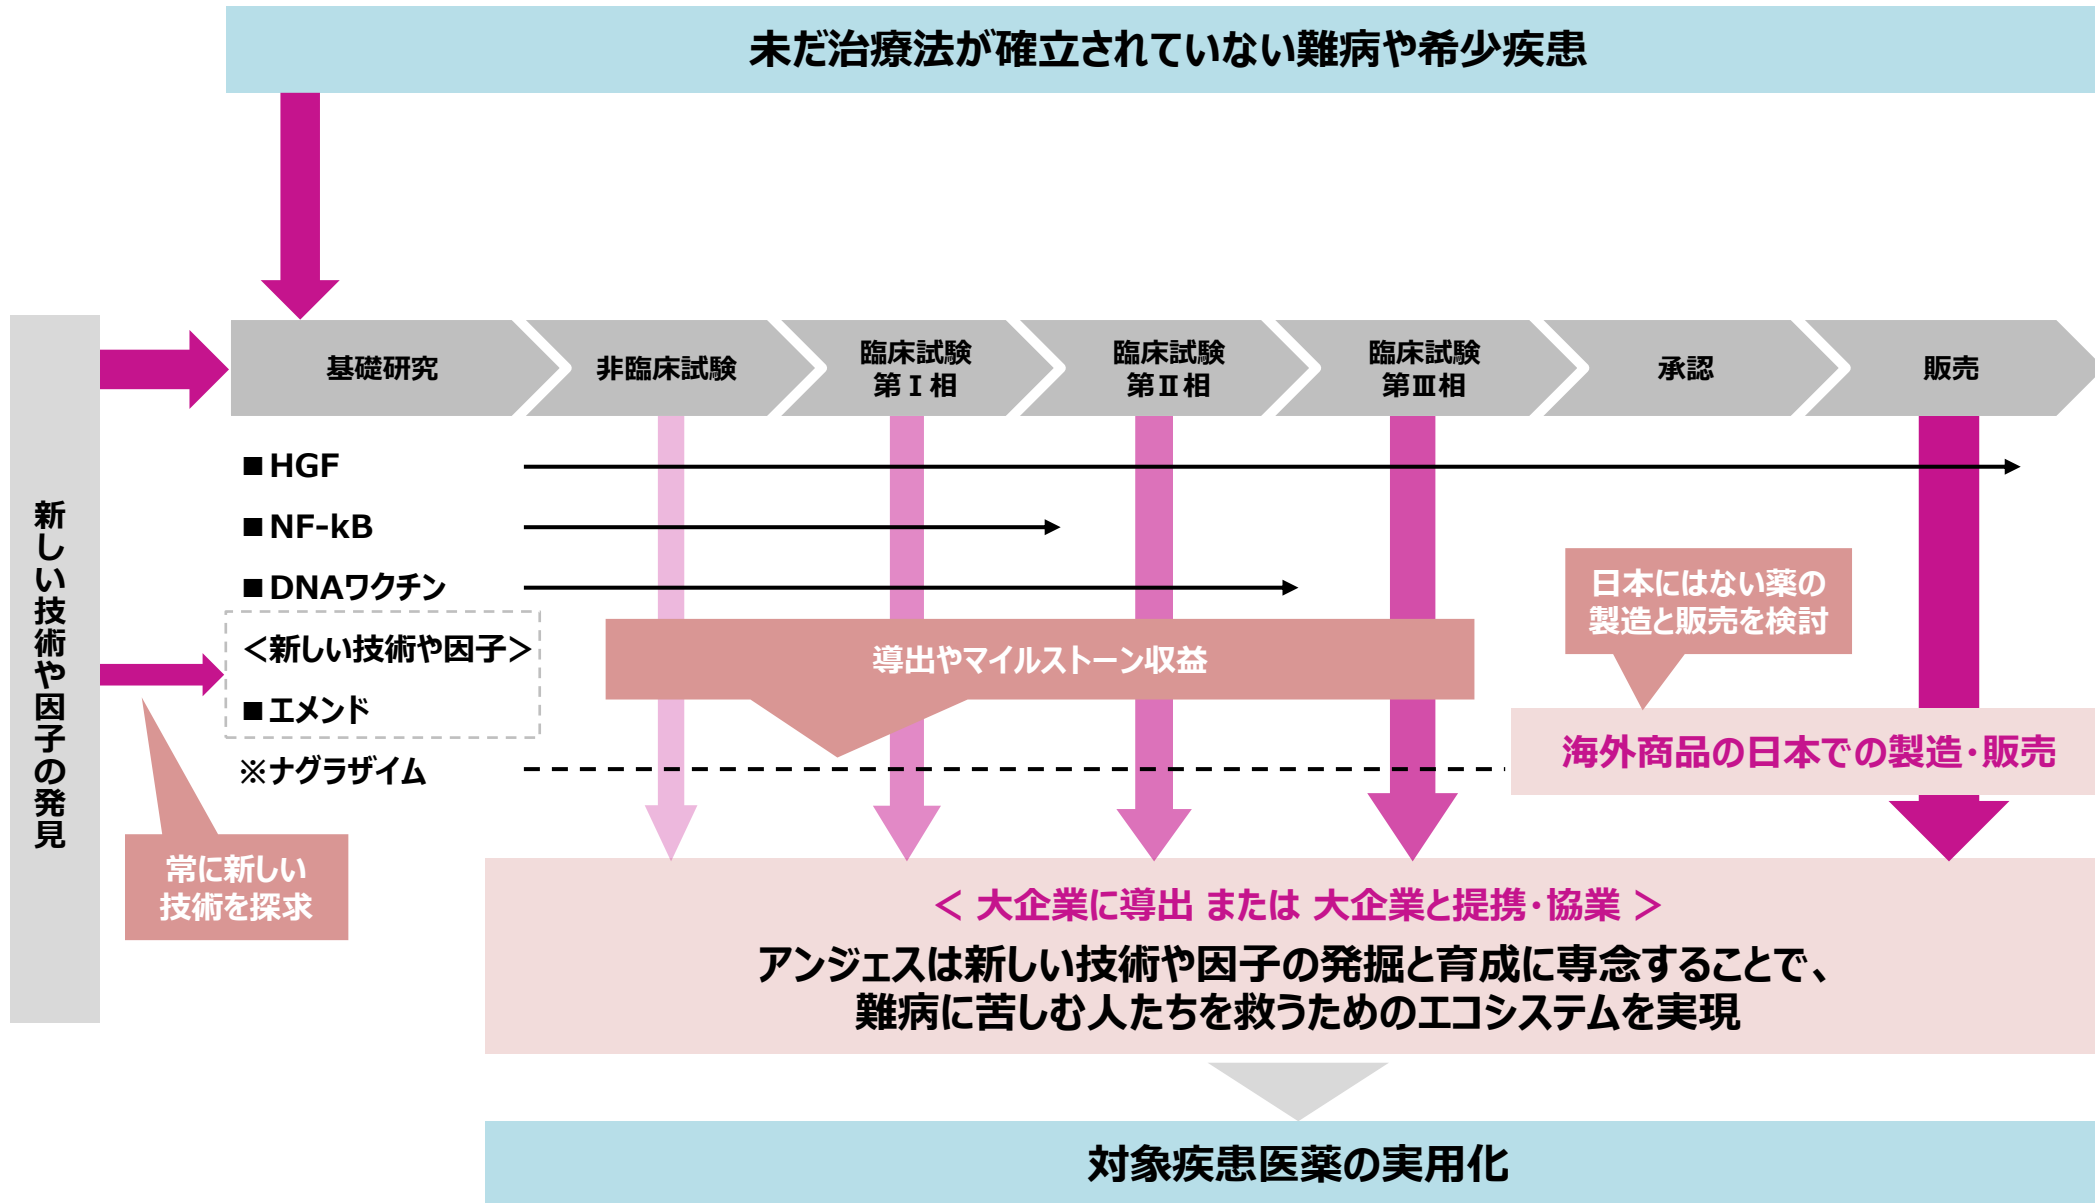 未だ治療法が確立されていない難病や希少疾患
新しい技術や因子の発見
基礎研究
非臨床試験
臨床試験
第Ⅰ相
臨床試験
第Ⅱ相
臨床試験
第Ⅲ相
承認
販売
■HGF
■NF-kB
■DNAワクチン
＜新しい技術や因子＞
■エメンド
※ナグラザイム
導出やマイルストーン収益
日本にはない薬の
製造と販売を検討
海外商品の日本での製造・販売
常に新しい
技術を探求
＜ 大企業に導出 または 大企業と提携・協業 ＞
アンジェスは新しい技術や因子の発掘と育成に専念することで、
難病に苦しむ人たちを救うためのエコシステムを実現
対象疾患医薬の実用化